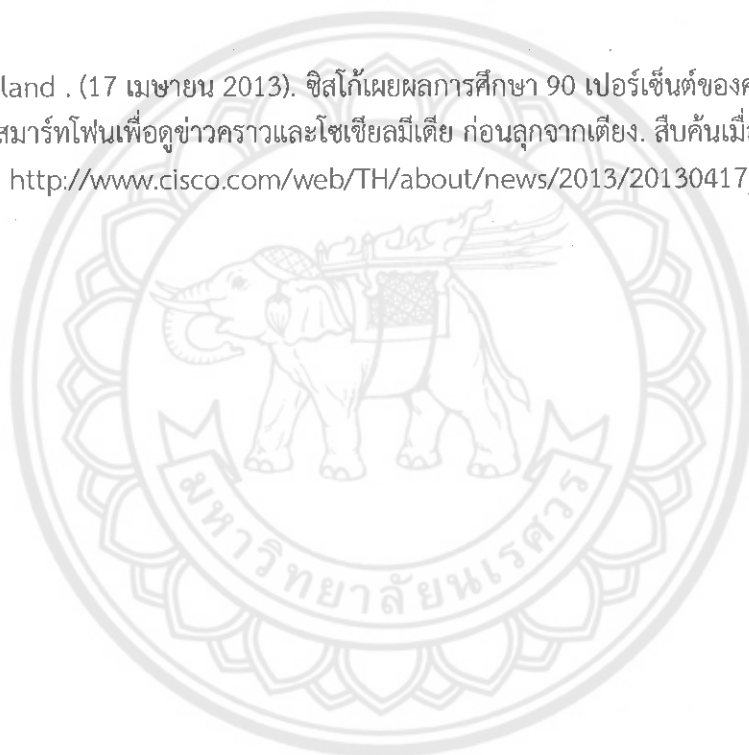 land . (17 เมษายน 2013). ซิสโก้เผยผลการศึกษา 90 เปอร์เซ็นต์ของ
สมาร์ทโฟนเพื่อดูข่าวคราวและโซเชียลมีเดีย ก่อนลุกจากเตียง. สืบค้นเมื่
http://www.cisco.com/web/TH/about/news/2013/20130417
มหาวิทยาลัยนเรศวร